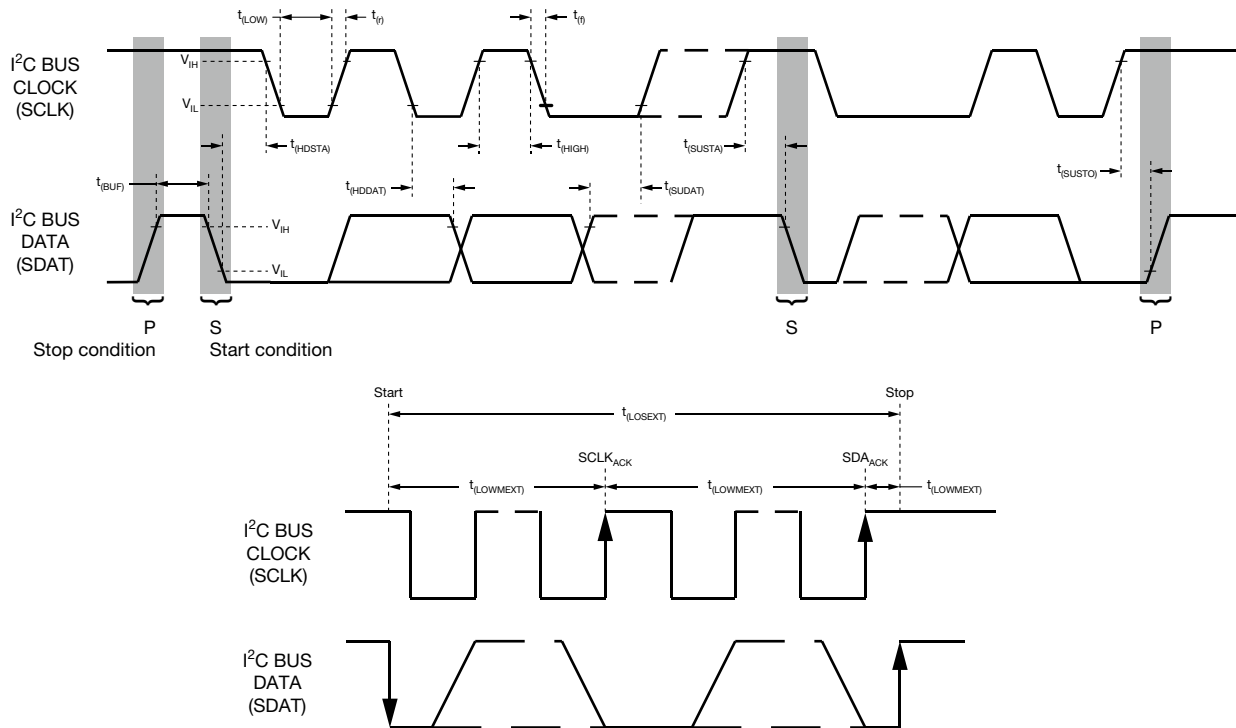 t(LOW) t(r) t(f)
I²C BUS
CLOCK
(SCLK)
VIH
VIL
t(HDSTA) t(HIGH) t(SUSTA)
t(BUF) t(HDDAT) t(SUDAT) t(SUSTO)
I²C BUS
DATA
(SDAT)
VIH
VIL
P S S P
Stop condition Start condition
Start Stop
t(LOSEXT)
SCLKACK SDAACK
t(LOWMEXT) t(LOWMEXT) t(LOWMEXT)
I²C BUS
CLOCK
(SCLK)
I²C BUS
DATA
(SDAT)